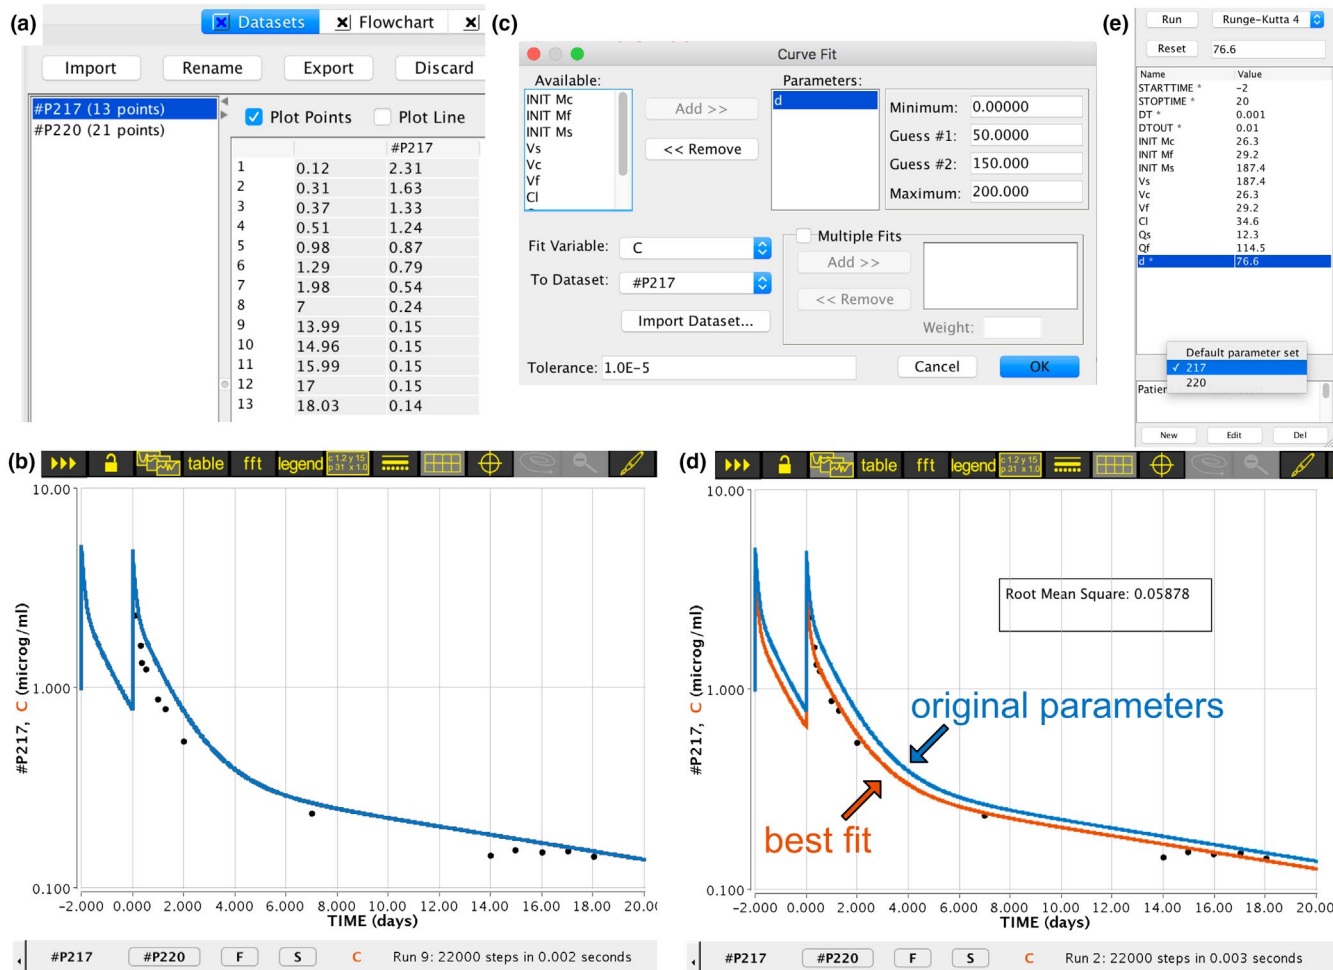 (a)
Datasets
Flowchart
Import
Rename
Export
Discard
#P217 (13 points)
#P220 (21 points)
Plot Points
Plot Line
#P217
1 0.12 2.31
2 0.31 1.63
3 0.37 1.33
4 0.51 1.24
5 0.98 0.87
6 1.29 0.79
7 1.98 0.54
8 7 0.24
9 13.99 0.15
10 14.96 0.15
11 15.99 0.15
12 17 0.15
13 18.03 0.14
(c)
Curve Fit
Available:
INIT Mc
INIT Mf
INIT Ms
Vs
Vc
Vf
Cl
Add >>
<< Remove
Parameters:
d
Minimum: 0.00000
Guess #1: 50.0000
Guess #2: 150.000
Maximum: 200.000
Fit Variable: C
To Dataset: #P217
Import Dataset...
Multiple Fits
Add >>
<< Remove
Weight:
Tolerance: 1.0E-5
Cancel
OK
(e)
Run
Runge-Kutta 4
Reset
76.6
Name Value
STARTTIME * -2
STOPTIME * 20
DT * 0.001
DTOUT * 0.01
INIT Mc 26.3
INIT Mf 29.2
INIT Ms 187.4
Vs 187.4
Vc 26.3
Vf 29.2
Cl 34.6
Qs 12.3
Qf 114.5
d * 76.6
Default parameter set
✓ 217
220
Patien
New
Edit
Del
(b)
table
fft
legend
c 1.2 y 15
p 31 x 1.0
10.00
1.000
0.100
#P217, C (microg/ml)
-2.000 0.000 2.000 4.000 6.000 8.000 10.00 12.00 14.00 16.00 18.00 20.00
TIME (days)
#P217
#P220
F
S
C
Run 9: 22000 steps in 0.002 seconds
(d)
table
fft
legend
c 1.2 y 15
p 31 x 1.0
10.00
1.000
0.100
#P217, C (microg/ml)
Root Mean Square: 0.05878
original parameters
best fit
-2.000 0.000 2.000 4.000 6.000 8.000 10.00 12.00 14.00 16.00 18.00 20.0
TIME (days)
#P217
#P220
F
S
C
Run 2: 22000 steps in 0.003 seconds